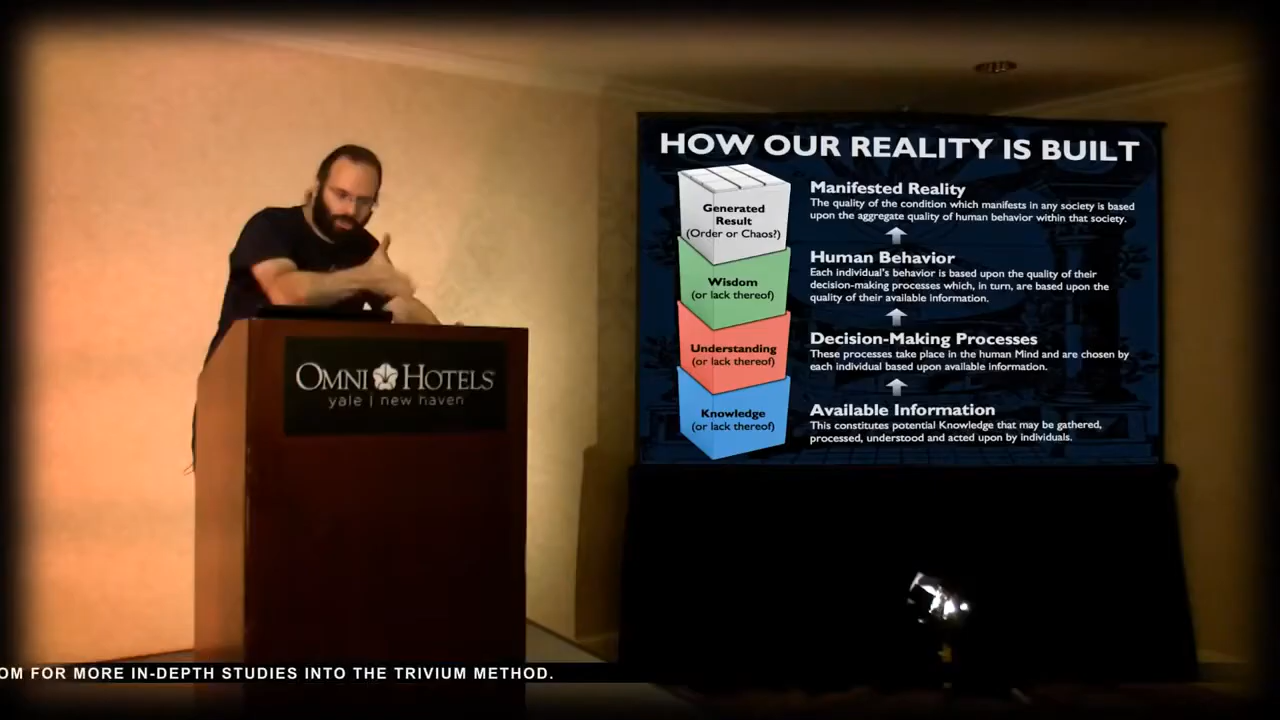 HOW OUR REALITY IS BUILT
Generated
Result
(Order or Chaos?)
Manifested Reality
The quality of the condition which manifests in any society is based
upon the aggregate quality of human behavior within that society.
Wisdom
(or lack thereof)
Human Behavior
Each individual's behavior is based upon the quality of their
decision-making processes which, in turn, are based upon the
quality of their available information.
Understanding
(or lack thereof)
Decision-Making Processes
These processes take place in the human Mind and are chosen by
each individual based upon available information.
Knowledge
(or lack thereof)
Available Information
This constitutes potential Knowledge that may be gathered,
processed, understood and acted upon by individuals.
OMNI HOTELS
yale | new haven
OM FOR MORE IN-DEPTH STUDIES INTO THE TRIVIUM METHOD.